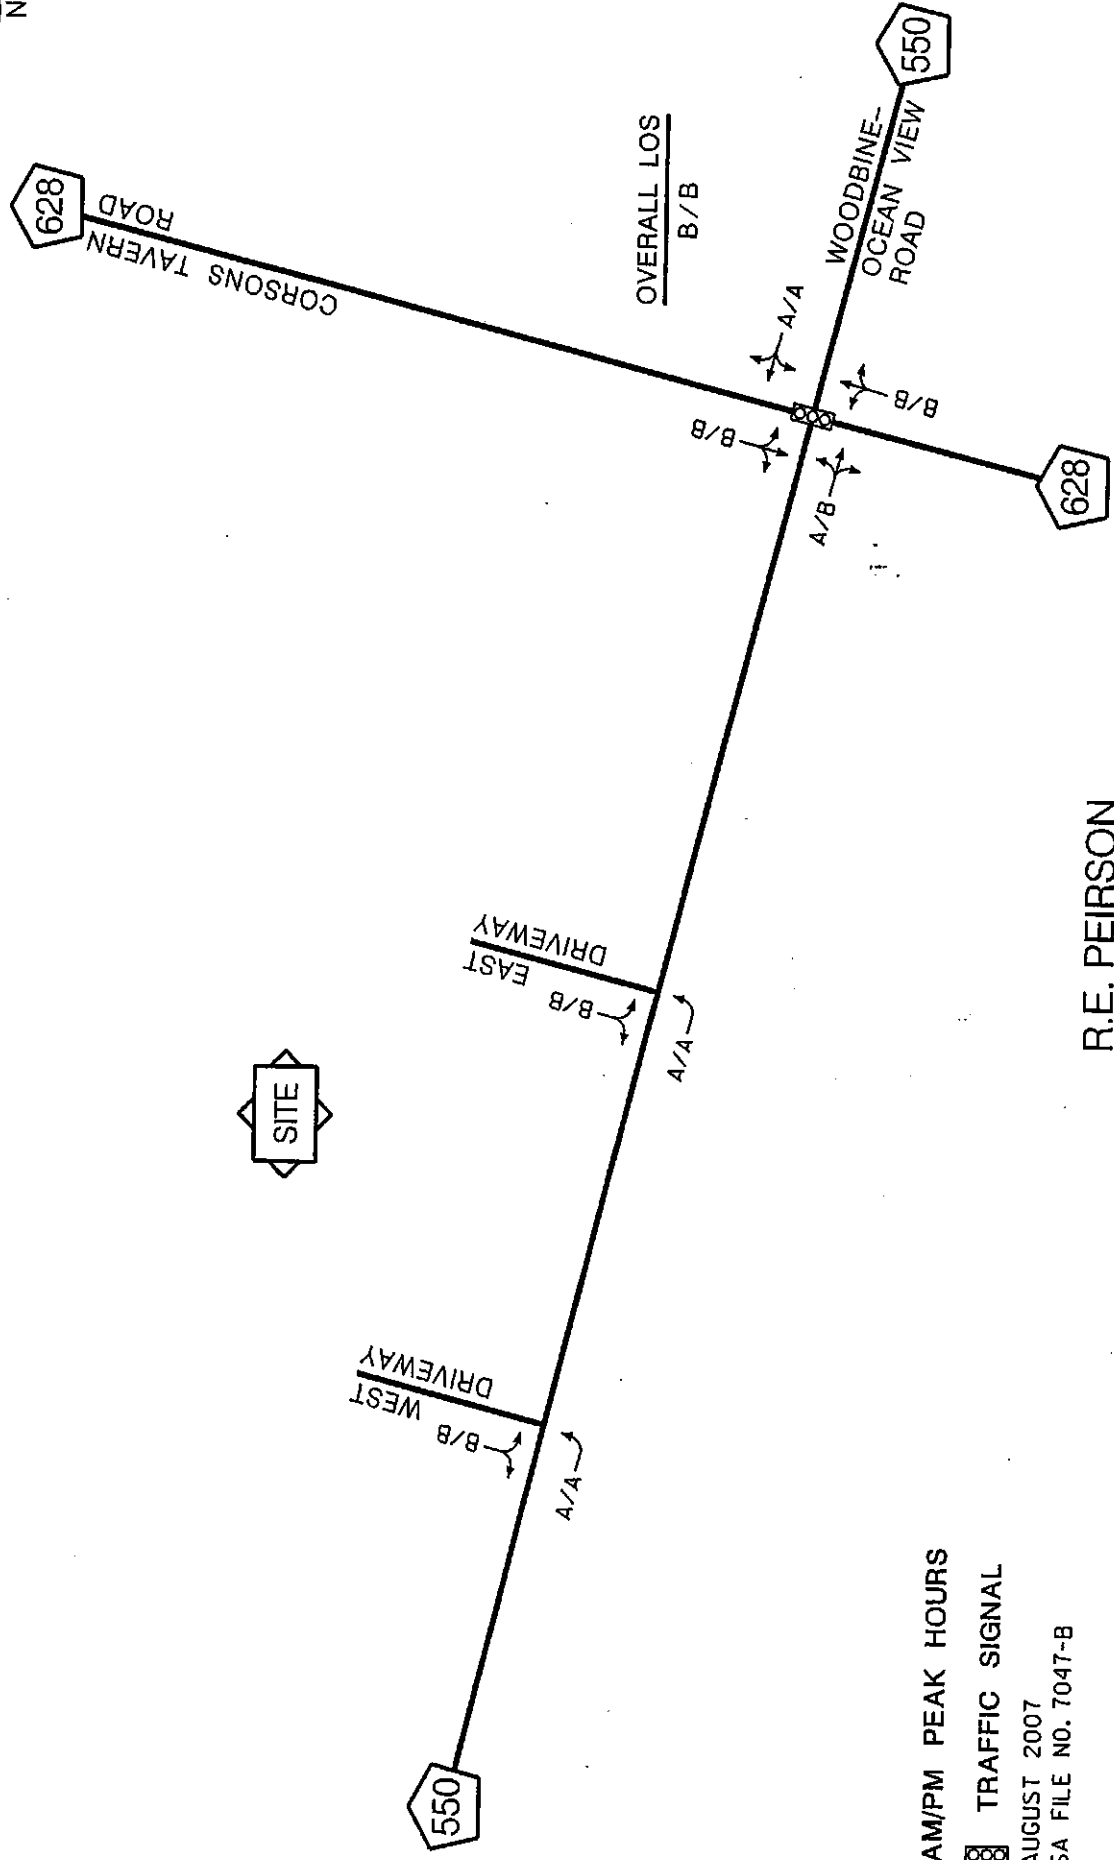 N
628
CORSONS TAVERN
ROAD
OVERALL LOS
B/B
550
WOODBINE-
OCEAN VIEW
ROAD
A/A
B/B
B/B
A/B
628
SITE
EAST
DRIVEWAY
B/B
A/A
WEST
DRIVEWAY
B/B
A/A
550
R.E. PEIRSON
AM/PM PEAK HOURS
TRAFFIC SIGNAL
AUGUST 2007
SA FILE NO. 7047-B